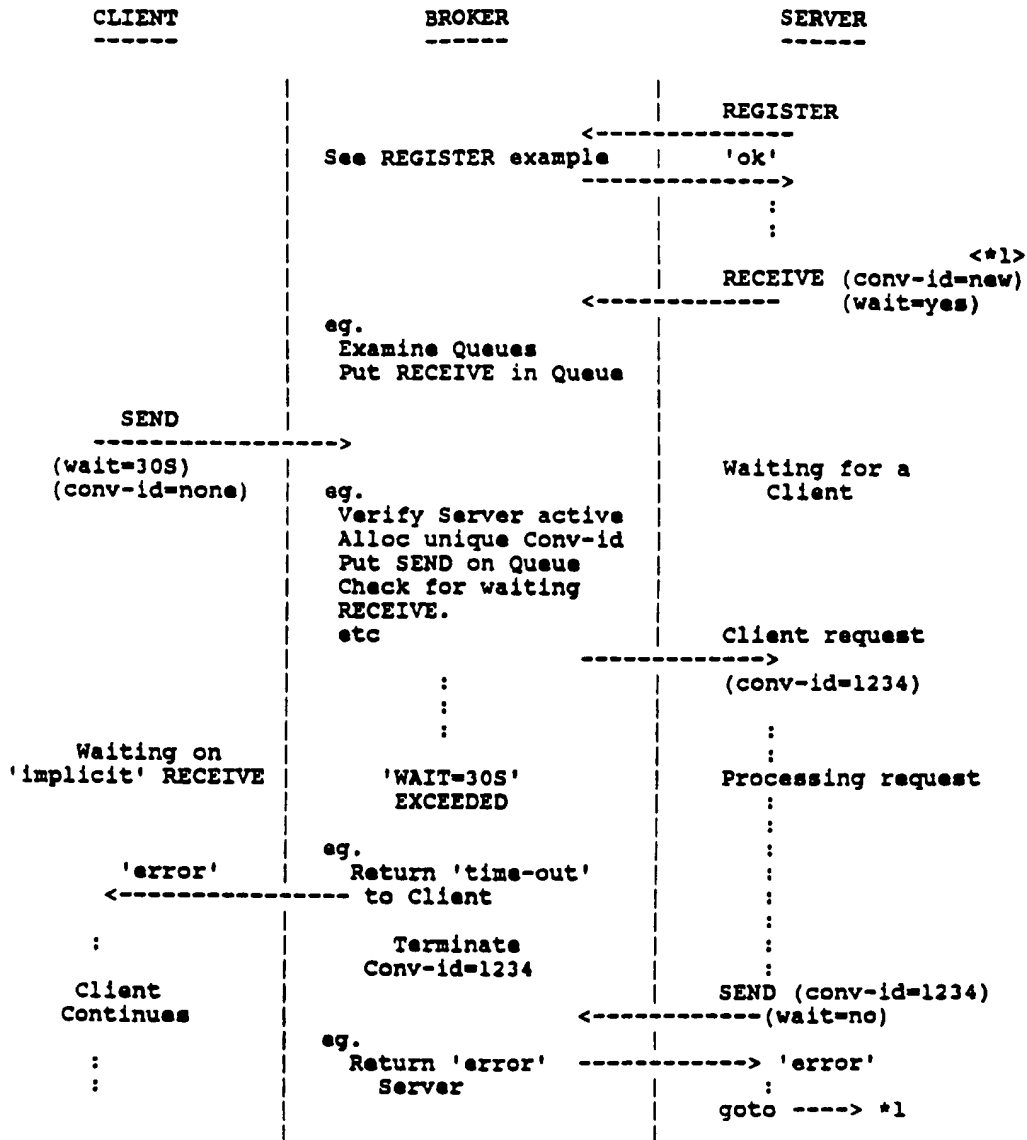 CLIENT BROKER SERVER
------ ------ ------
REGISTER
<--------------
See REGISTER example 'ok'
-------------->
:
:
<*1>
RECEIVE (conv-id=new)
<-------------- (wait=yes)
eg.
Examine Queues
Put RECEIVE in Queue
SEND
----------------->
(wait=30S) Waiting for a
(conv-id=none) eg. Client
Verify Server active
Alloc unique Conv-id
Put SEND on Queue
Check for waiting
RECEIVE.
etc Client request
------------->
: (conv-id=1234)
:
: :
Waiting on :
'implicit' RECEIVE 'WAIT=30S' Processing request
EXCEEDED :
:
eg. :
'error' Return 'time-out' :
<---------------- to Client :
:
: Terminate :
Conv-id=1234 :
Client SEND (conv-id=1234)
Continues <------------(wait=no)
eg.
: Return 'error' ------------> 'error'
: Server :
goto ----> *1